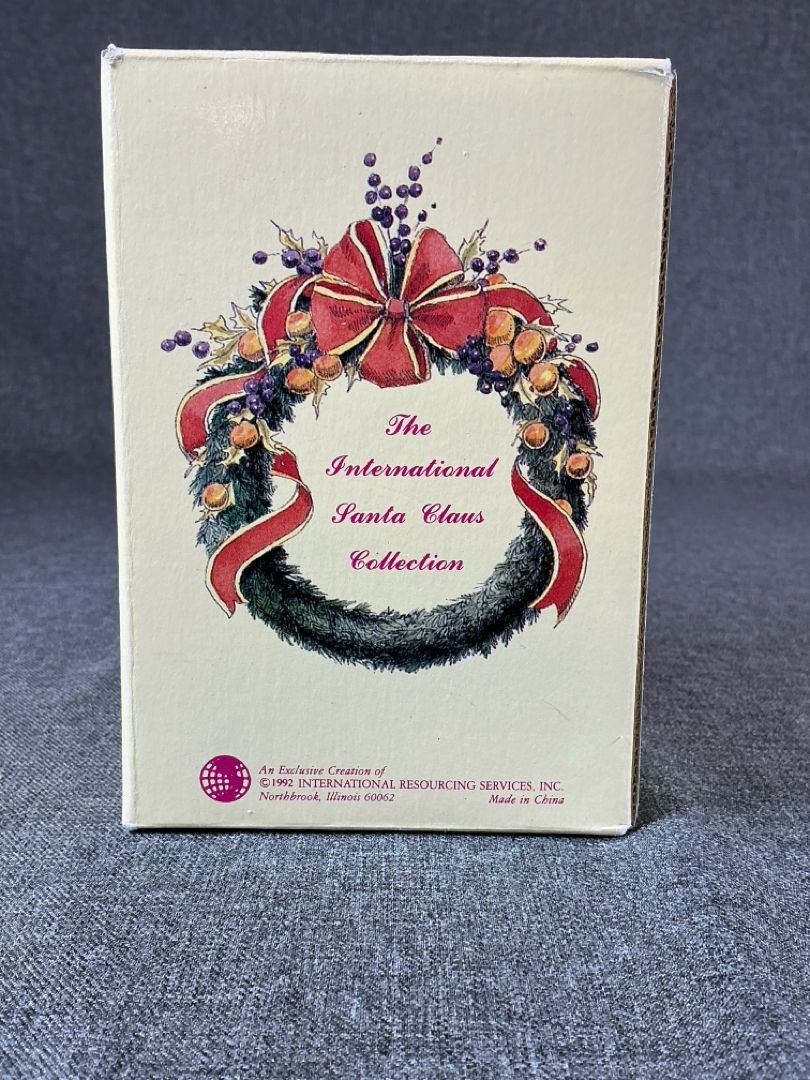 The
International
Santa Claus
Collection
An Exclusive Creation of
©1992 INTERNATIONAL RESOURCING SERVICES, INC.
Northbrook, Illinois 60062 Made in China